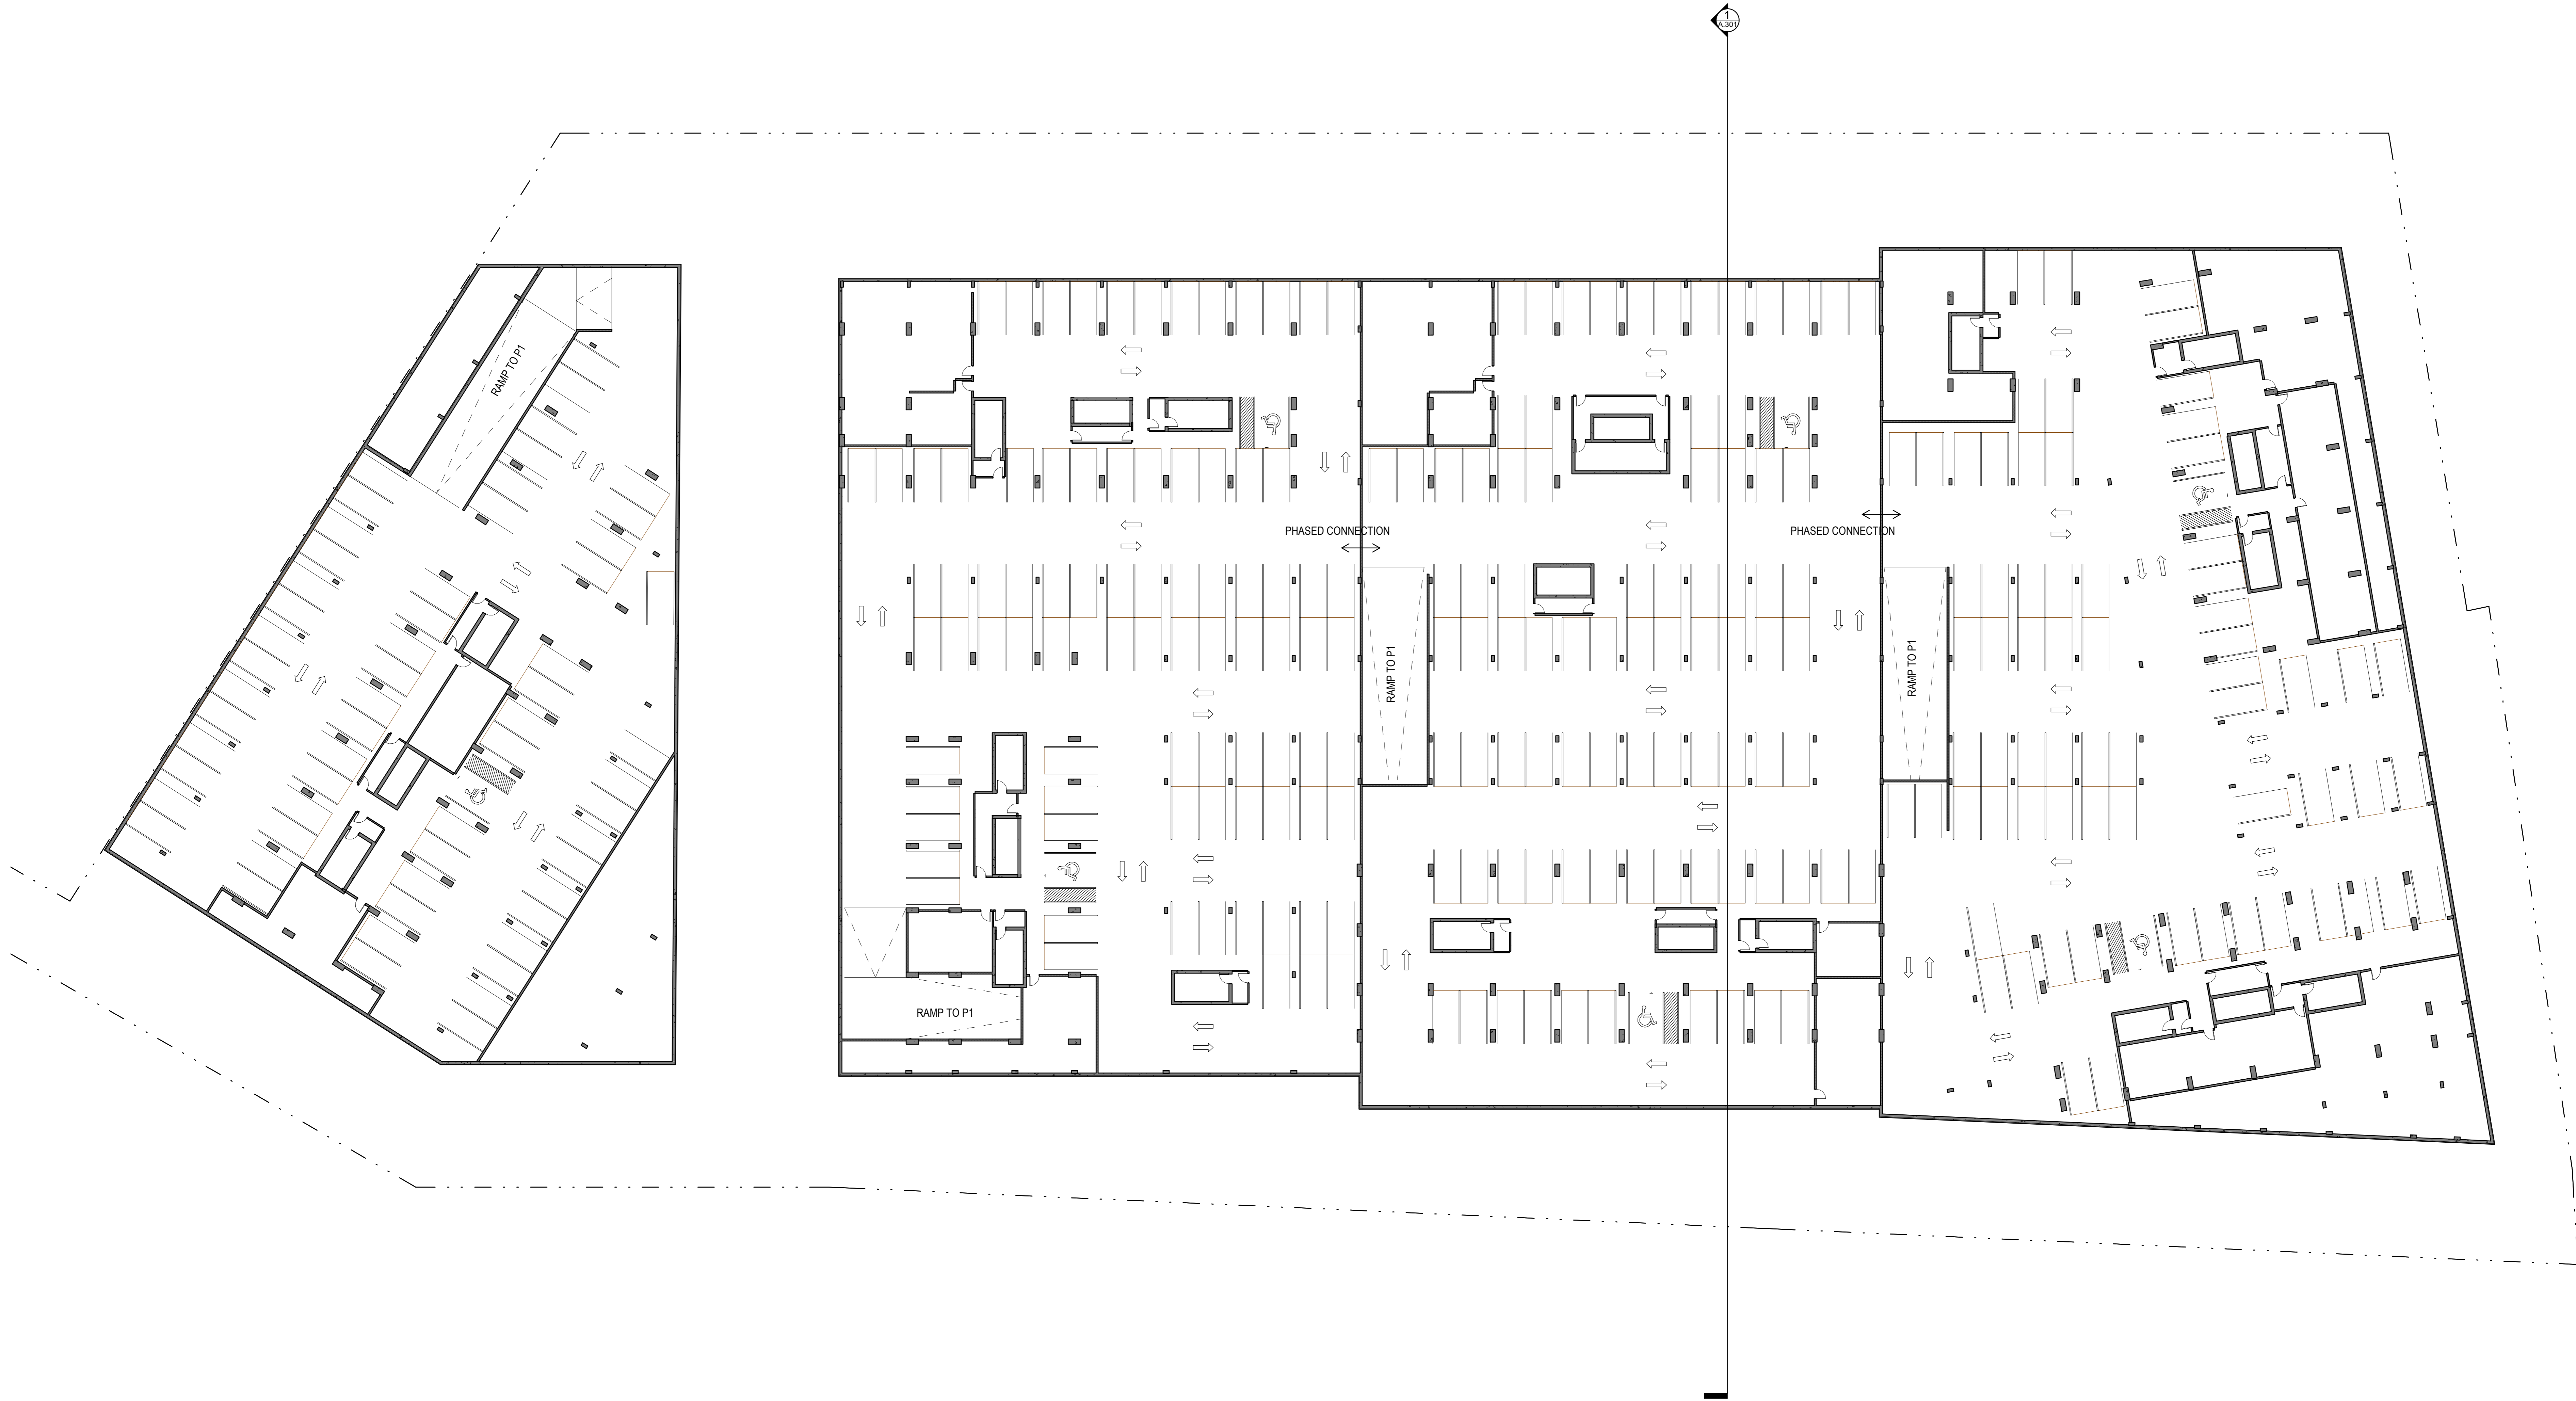 1
A.301
RAMP TO P1
PHASED CONNECTION
PHASED CONNECTION
RAMP TO P1
RAMP TO P1
RAMP TO P1